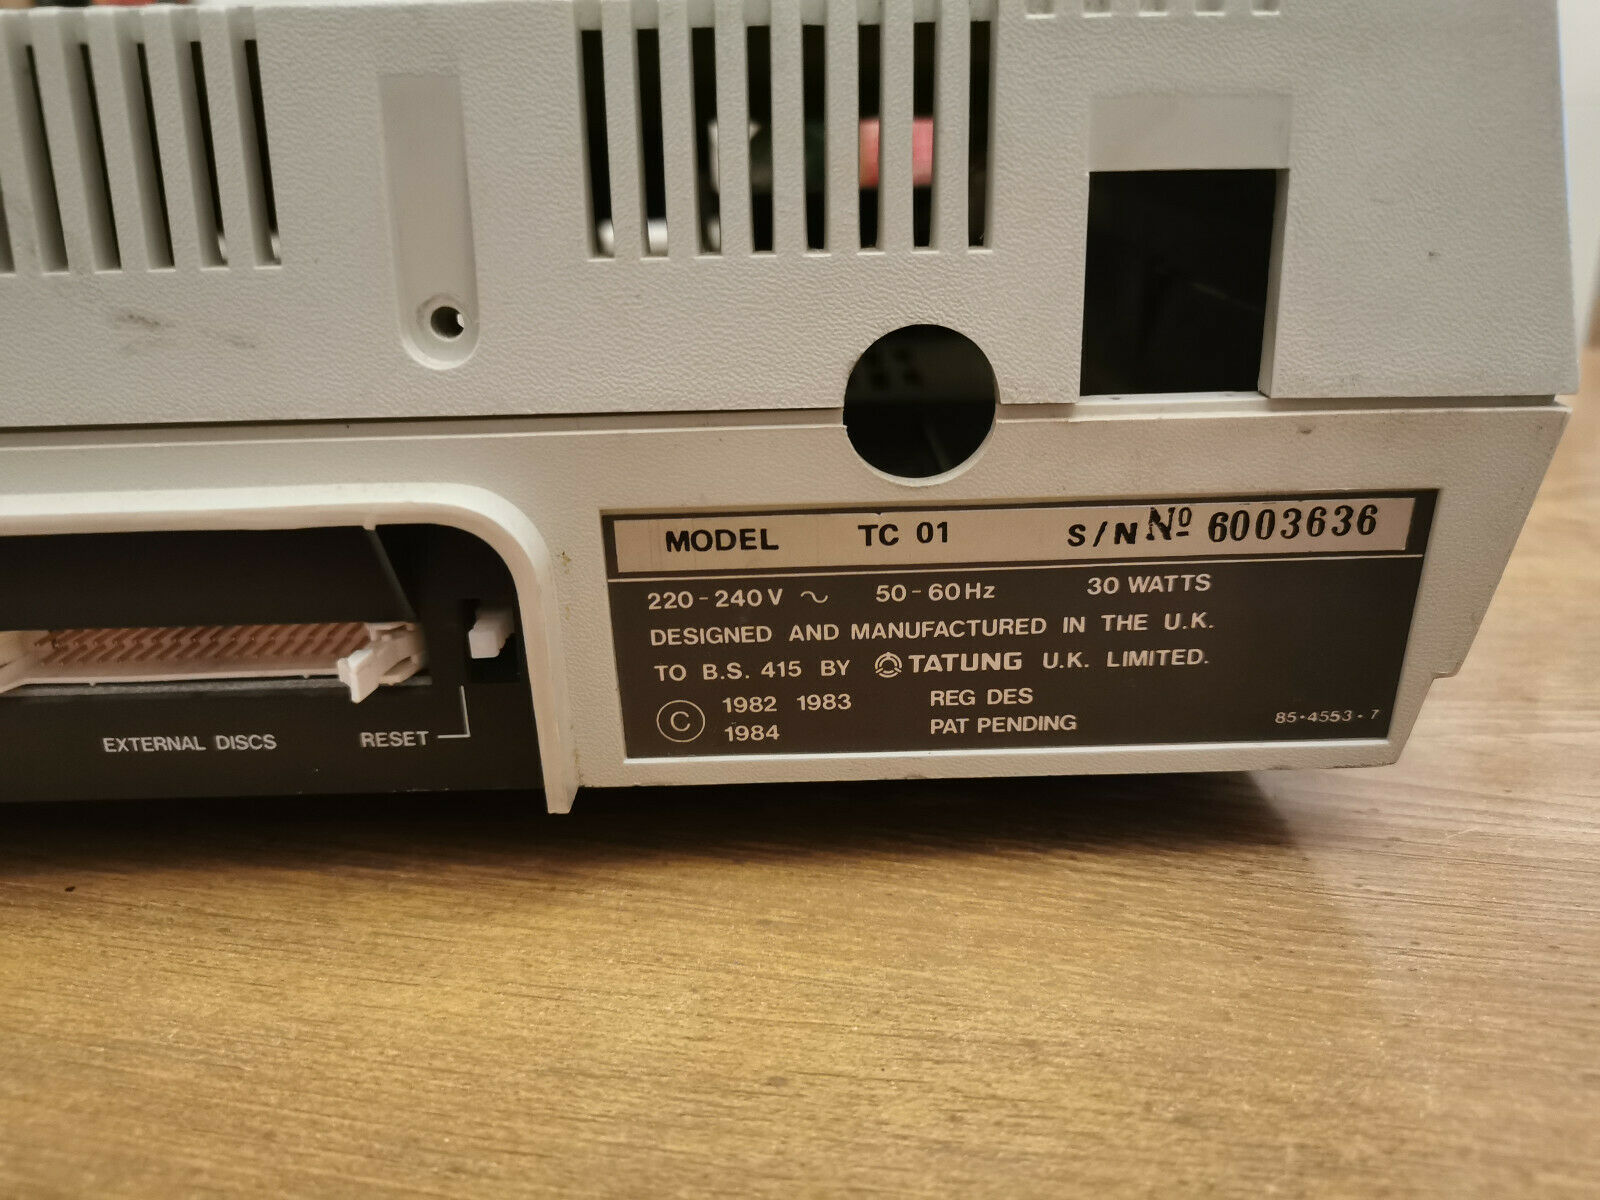 MODEL TC 01 S/N Nº 6003636
220-240V ~ 50-60Hz 30 WATTS
DESIGNED AND MANUFACTURED IN THE U.K.
TO B.S. 415 BY TATUNG U.K. LIMITED.
© 1982 1983 REG DES
1984 PAT PENDING 85·4553·7
EXTERNAL DISCS RESET